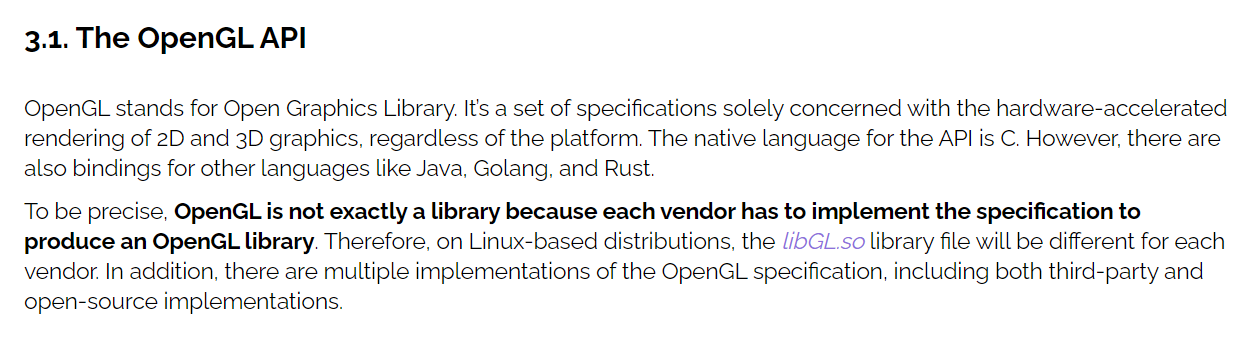 3.1. The OpenGL API
OpenGL stands for Open Graphics Library. It's a set of specifications solely concerned with the hardware-accelerated
rendering of 2D and 3D graphics, regardless of the platform. The native language for the API is C. However, there are
also bindings for other languages like Java, Golang, and Rust.
To be precise, OpenGL is not exactly a library because each vendor has to implement the specification to
produce an OpenGL library. Therefore, on Linux-based distributions, the libGL.so library file will be different for each
vendor. In addition, there are multiple implementations of the OpenGL specification, including both third-party and
open-source implementations.